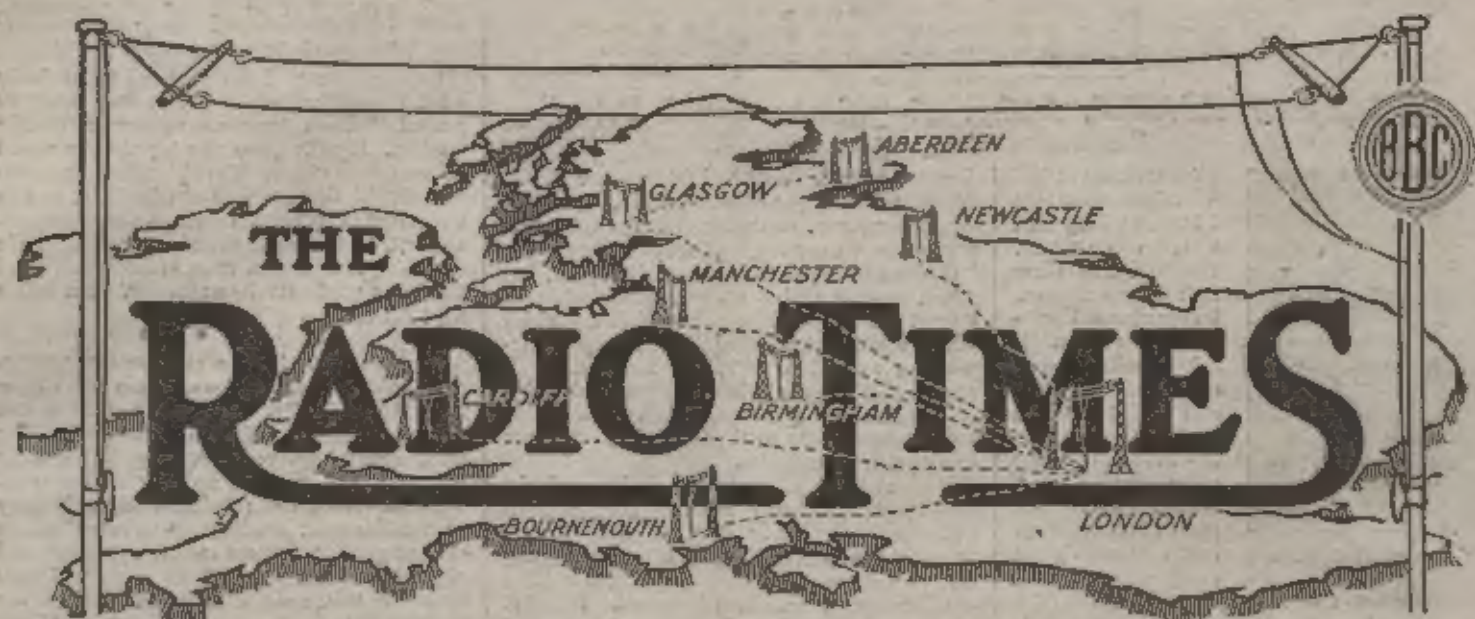 ABERDEEN
BBC
GLASGOW
NEWCASTLE
THE
MANCHESTER
RADIO TIMES
CARDIFF
BIRMINGHAM
BOURNEMOUTH
LONDON